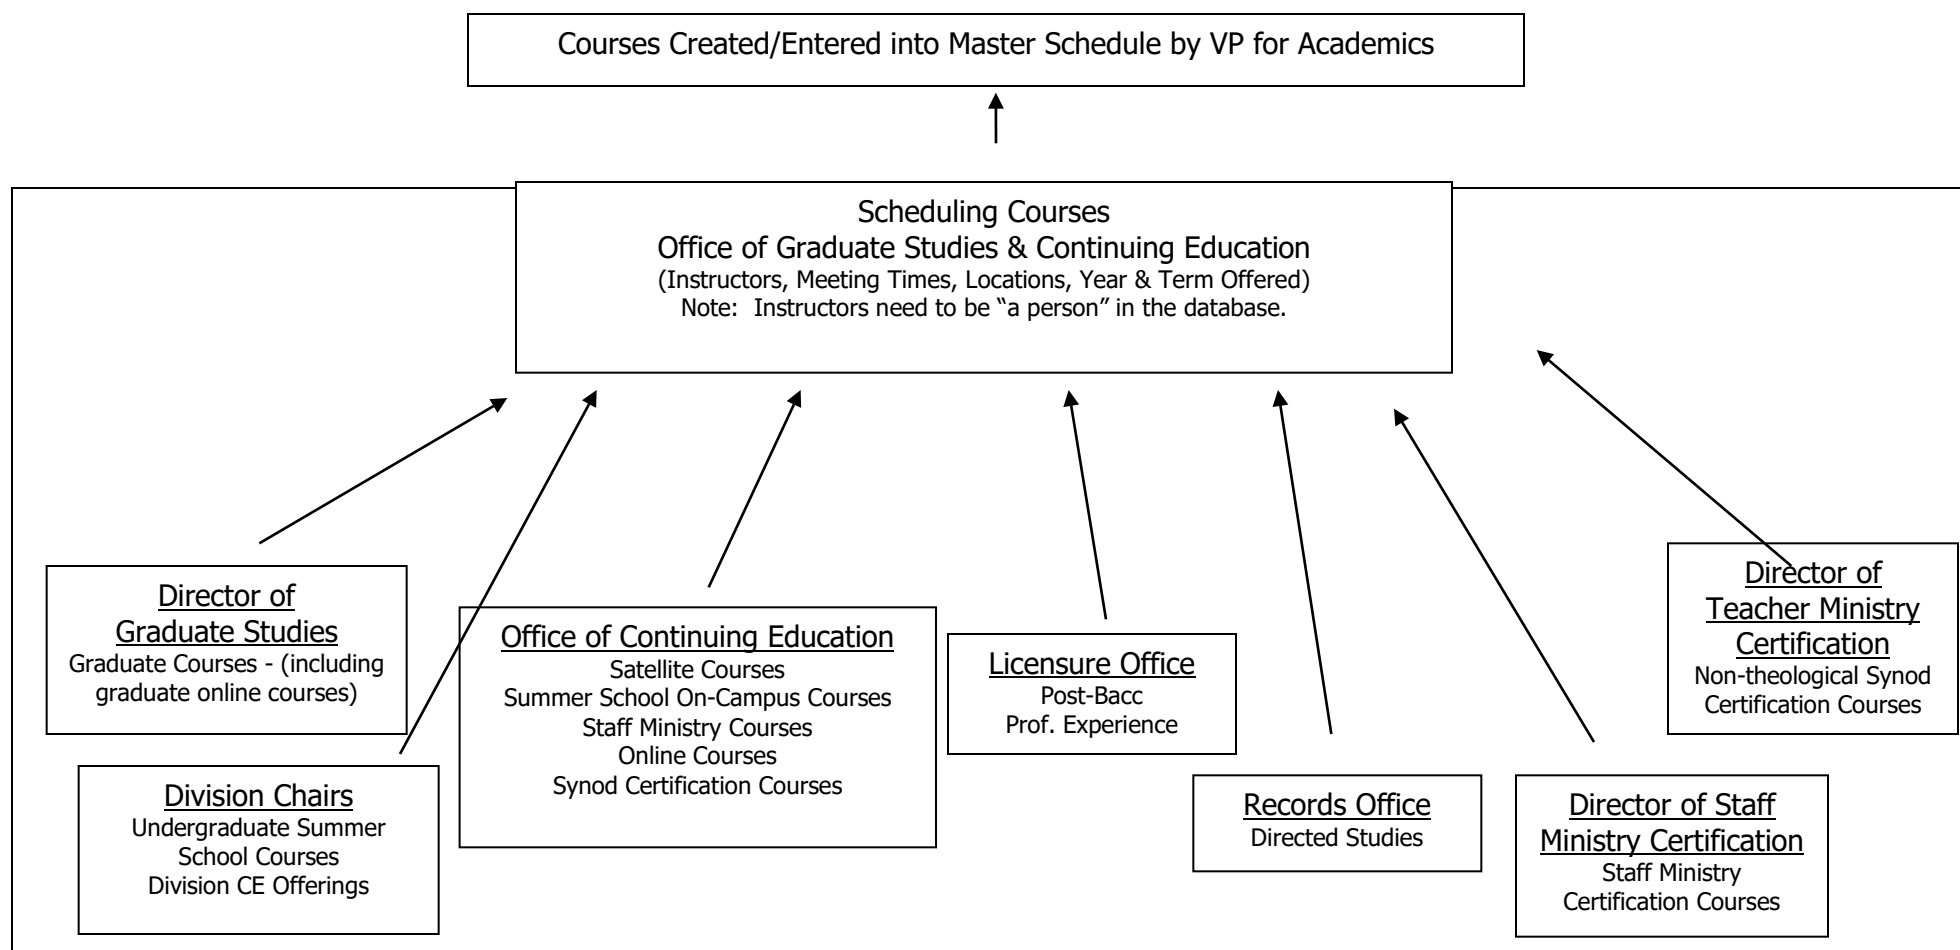 Courses Created/Entered into Master Schedule by VP for Academics
Scheduling Courses
Office of Graduate Studies & Continuing Education
(Instructors, Meeting Times, Locations, Year & Term Offered)
Note:  Instructors need to be “a person” in the database.
Director of
Graduate Studies
Graduate Courses - (including
graduate online courses)
Division Chairs
Undergraduate Summer
School Courses
Division CE Offerings
Office of Continuing Education
Satellite Courses
Summer School On-Campus Courses
Staff Ministry Courses
Online Courses
Synod Certification Courses
Licensure Office
Post-Bacc
Prof. Experience
Records Office
Directed Studies
Director of Staff
Ministry Certification
Staff Ministry
Certification Courses
Director of
Teacher Ministry
Certification
Non-theological Synod
Certification Courses